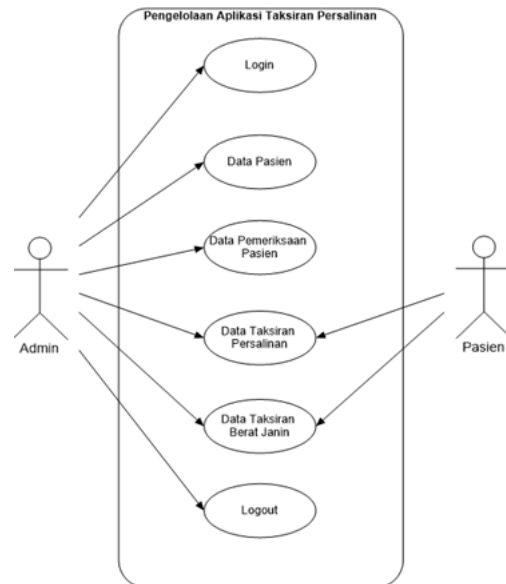 Pengelolaan Aplikasi Taksiran Persalinan
Login
Data Pasien
Data Pemeriksaan
Pasien
Data Taksiran
Persalinan
Data Taksiran
Berat Janin
Logout
Admin
Pasien